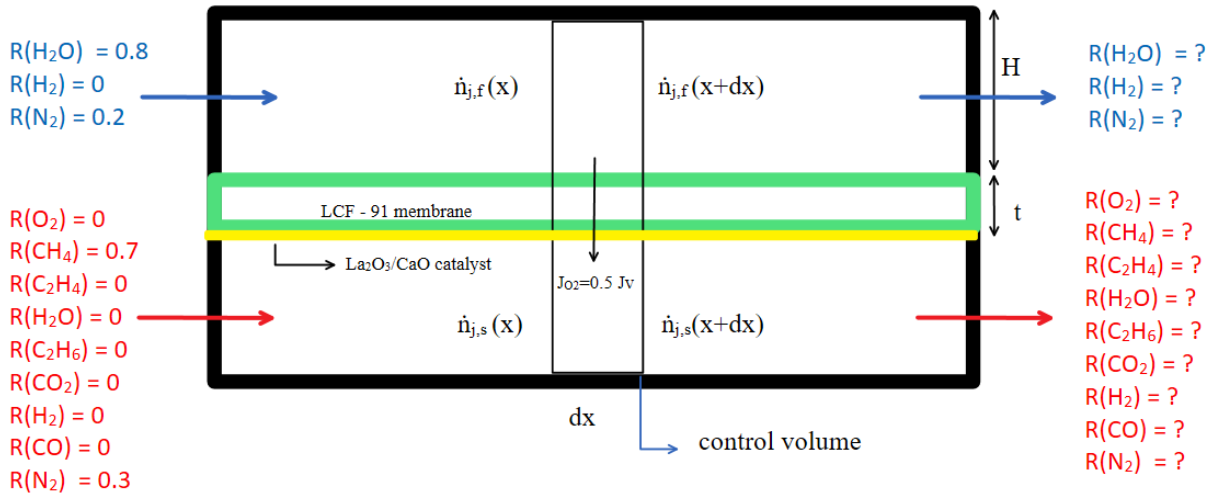 R(H₂O) = 0.8
R(H₂) = 0
R(N₂) = 0.2
ṅj,f(x)
ṅj,f(x+dx)
H
R(H₂O) = ?
R(H₂) = ?
R(N₂) = ?
LCF - 91 membrane
t
La₂O₃/CaO catalyst
Jo₂=0.5 Jv
R(O₂) = 0
R(CH₄) = 0.7
R(C₂H₄) = 0
R(H₂O) = 0
R(C₂H₆) = 0
R(CO₂) = 0
R(H₂) = 0
R(CO) = 0
R(N₂) = 0.3
ṅj,s(x)
ṅj,s(x+dx)
R(O₂) = ?
R(CH₄) = ?
R(C₂H₄) = ?
R(H₂O) = ?
R(C₂H₆) = ?
R(CO₂) = ?
R(H₂) = ?
R(CO) = ?
R(N₂) = ?
dx
control volume